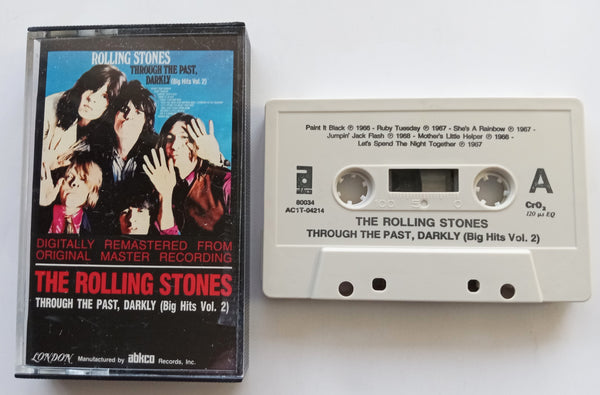 ROLLING STONES
THROUGH THE PAST,
DARKLY (Big Hits Vol. 2)
DIGITALLY REMASTERED FROM
ORIGINAL MASTER RECORDING
THE ROLLING STONES
THROUGH THE PAST, DARKLY (Big Hits Vol. 2)
LONDON Manufactured by abkco Records, Inc.
Paint It Black ℗ 1966 - Ruby Tuesday ℗ 1967 - She's A Rainbow ℗ 1967 -
Jumpin' Jack Flash ℗ 1968 - Mother's Little Helper ℗ 1966 -
Let's Spend The Night Together ℗ 1967
a
abkco
80034
AC1T-04214
100 50 0
A
CrO₂
120 µs EQ
THE ROLLING STONES
THROUGH THE PAST, DARKLY (Big Hits Vol. 2)